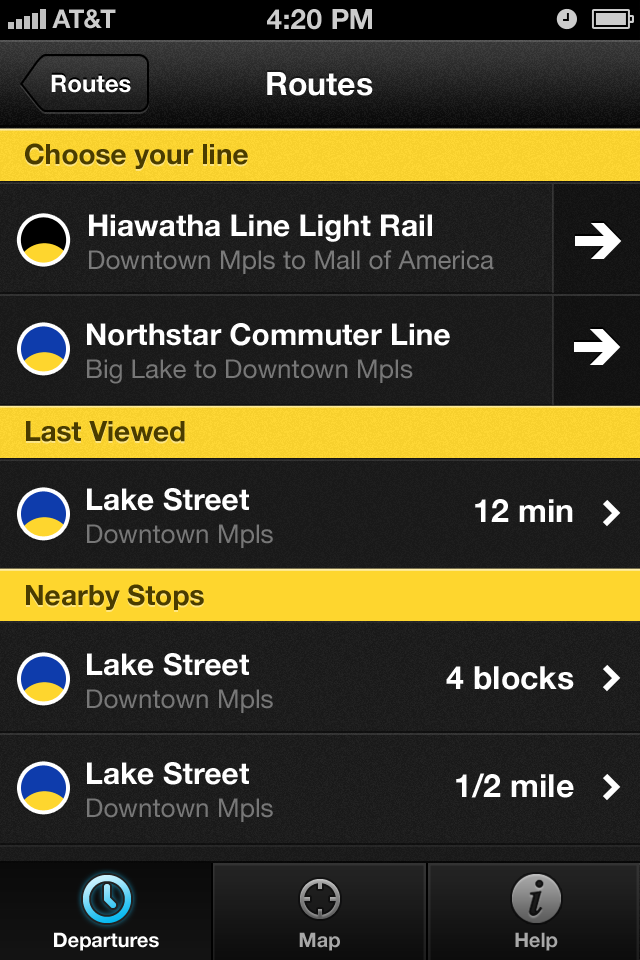 AT&T 4:20 PM
Routes Routes
Choose your line
Hiawatha Line Light Rail
Downtown Mpls to Mall of America
Northstar Commuter Line
Big Lake to Downtown Mpls
Last Viewed
Lake Street
Downtown Mpls
12 min
Nearby Stops
Lake Street
Downtown Mpls
4 blocks
Lake Street
Downtown Mpls
1/2 mile
Departures Map Help